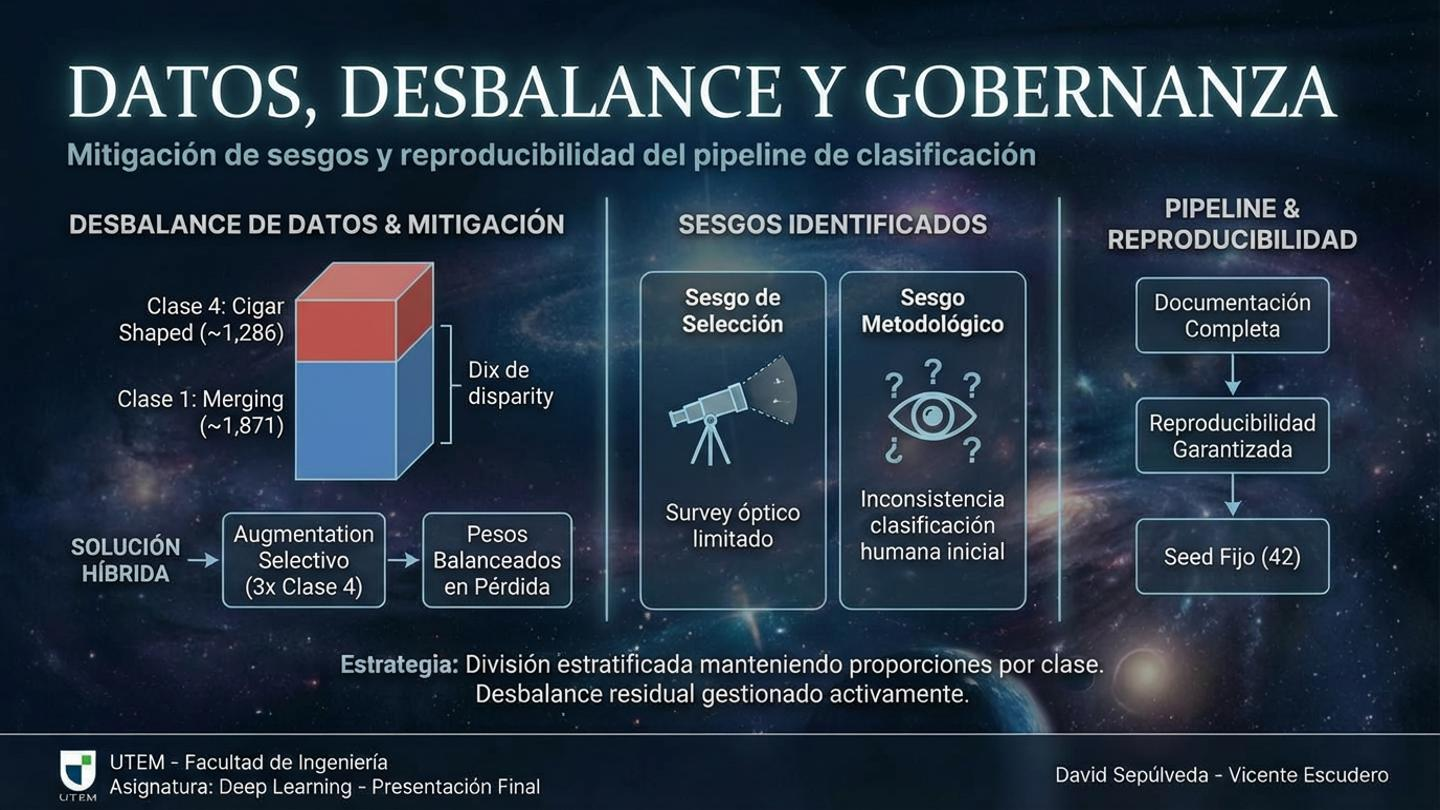 DATOS, DESBALANCE Y GOBERNANZA
Mitigación de sesgos y reproducibilidad del pipeline de clasificación
DESBALANCE DE DATOS & MITIGACIÓN
Clase 4: Cigar
Shaped (~1,286)
Clase 1: Merging
(~1,871)
Dix de
disparity
SOLUCIÓN
HÍBRIDA
Augmentation
Selectivo
(3x Clase 4)
Pesos
Balanceados
en Pérdida
SESGOS IDENTIFICADOS
Sesgo de
Selección
Survey óptico
limitado
Sesgo
Metodológico
? ? ?
¿ ?
Inconsistencia
clasificación
humana inicial
PIPELINE &
REPRODUCIBILIDAD
Documentación
Completa
Reproducibilidad
Garantizada
Seed Fijo (42)
Estrategia: División estratificada manteniendo proporciones por clase.
Desbalance residual gestionado activamente.
UTEM
UTEM - Facultad de Ingeniería
Asignatura: Deep Learning - Presentación Final
David Sepúlveda - Vicente Escudero